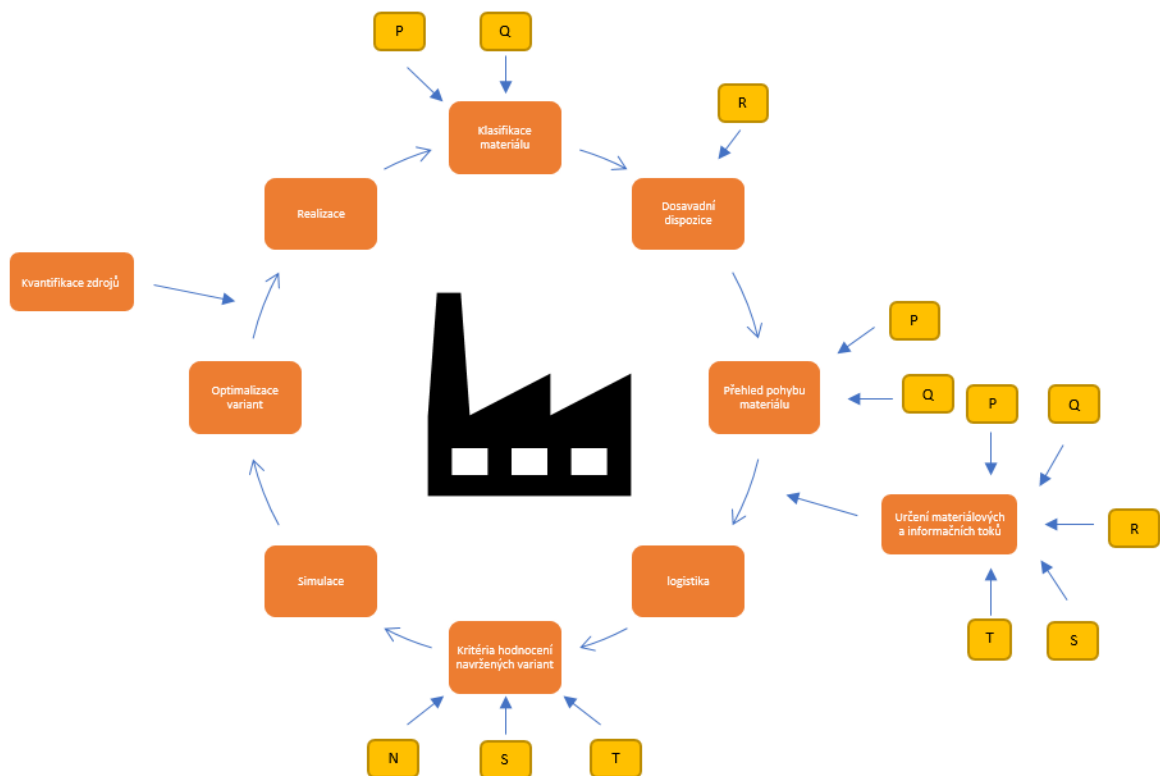 P
Q
Klasifikace
materiálu
R
Dosavadní
dispozice
Realizace
Kvantifikace zdrojů
P
Přehled pohybu
materiálu
Q
P
Q
Optimalizace
variant
Určení materiálových
a informačních toků
R
T
S
logistika
Simulace
Kritéria hodnocení
navržených variant
N
S
T